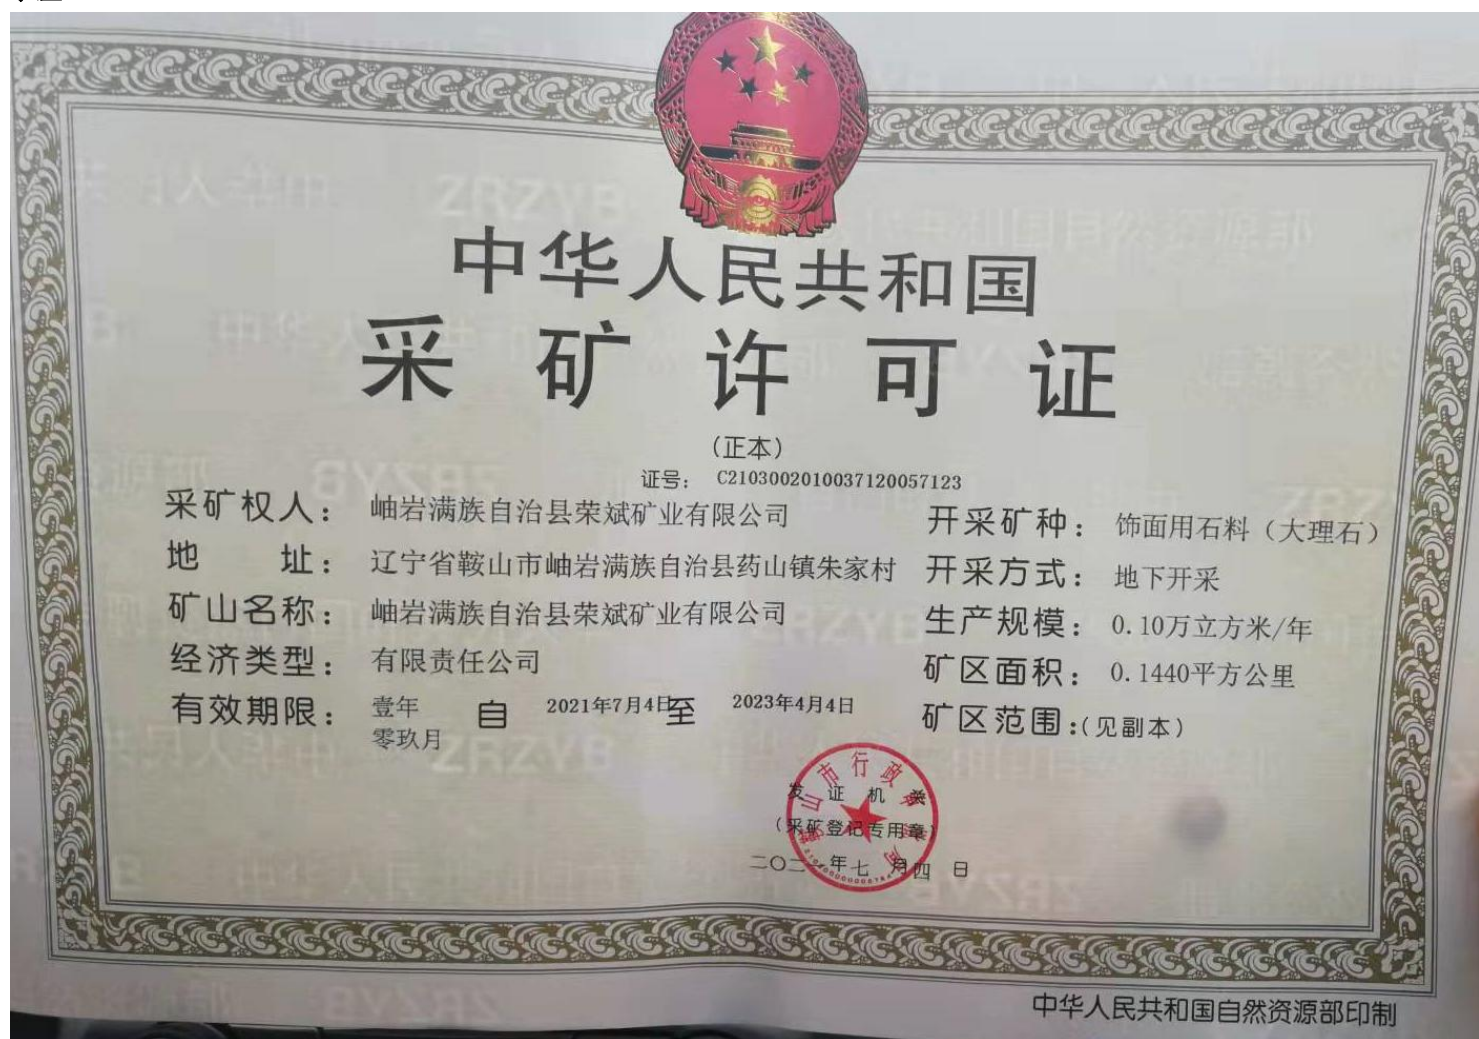 中华人民共和国
采矿许可证
(正本)
证号: C2103002010037120057123
采矿权人: 岫岩满族自治县荣斌矿业有限公司
地址: 辽宁省鞍山市岫岩满族自治县药山镇朱家村
矿山名称: 岫岩满族自治县荣斌矿业有限公司
经济类型: 有限责任公司
有效期限: 壹年零玖月 自 2021年7月4日 至 2023年4月4日
开采矿种: 饰面用石料（大理石）
开采方式: 地下开采
生产规模: 0.10万立方米/年
矿区面积: 0.1440平方公里
矿区范围:(见副本)
发证机关
(采矿登记专用章)
二〇二 年七月四日
山市行政审 局
中华人民共和国自然资源部印制